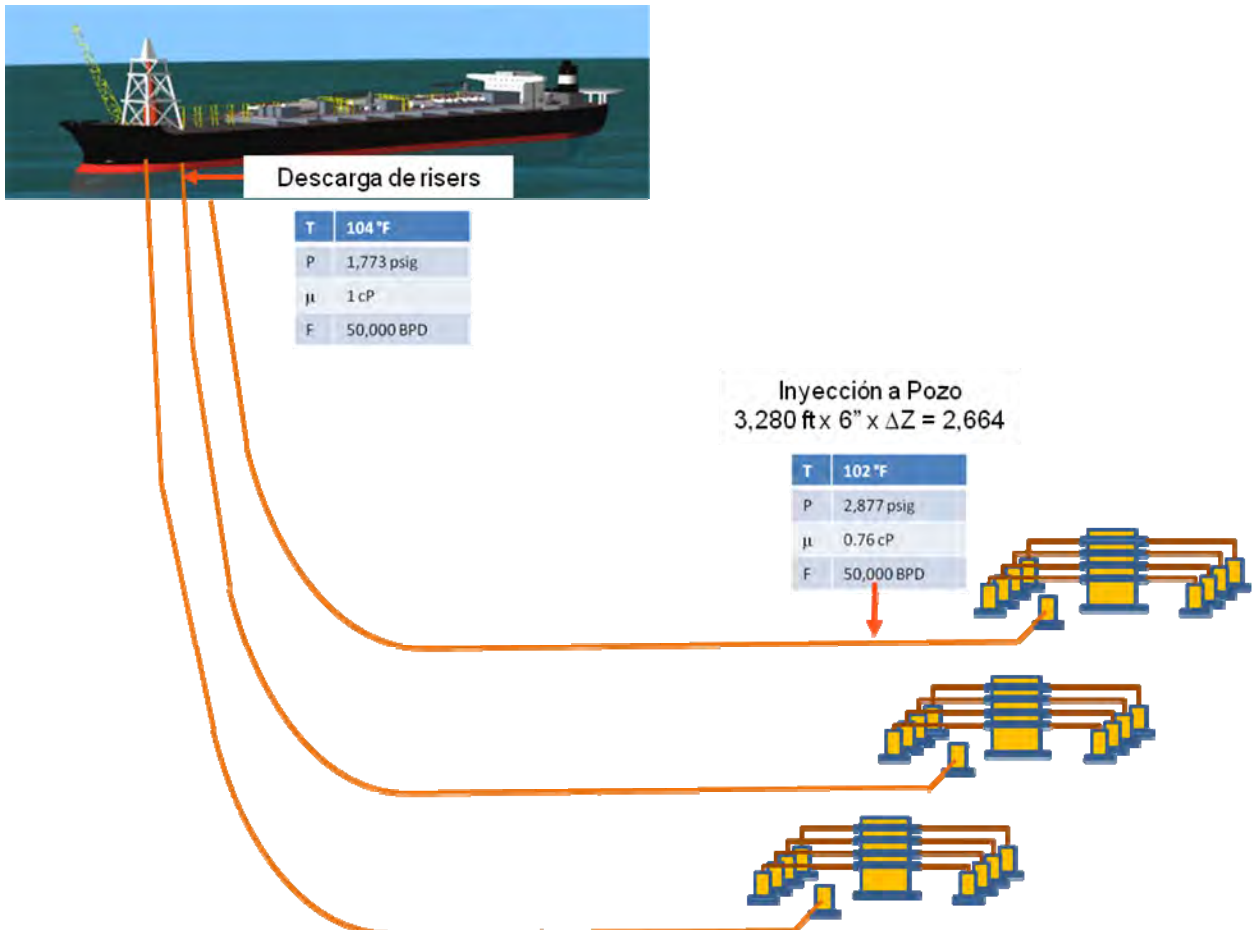 Descarga de risers
T 104 °F
P 1,773 psig
μ 1 cP
F 50,000 BPD
Inyección a Pozo
3,280 ft x 6" x ΔZ = 2,664
T 102 °F
P 2,877 psig
μ 0.76 cP
F 50,000 BPD